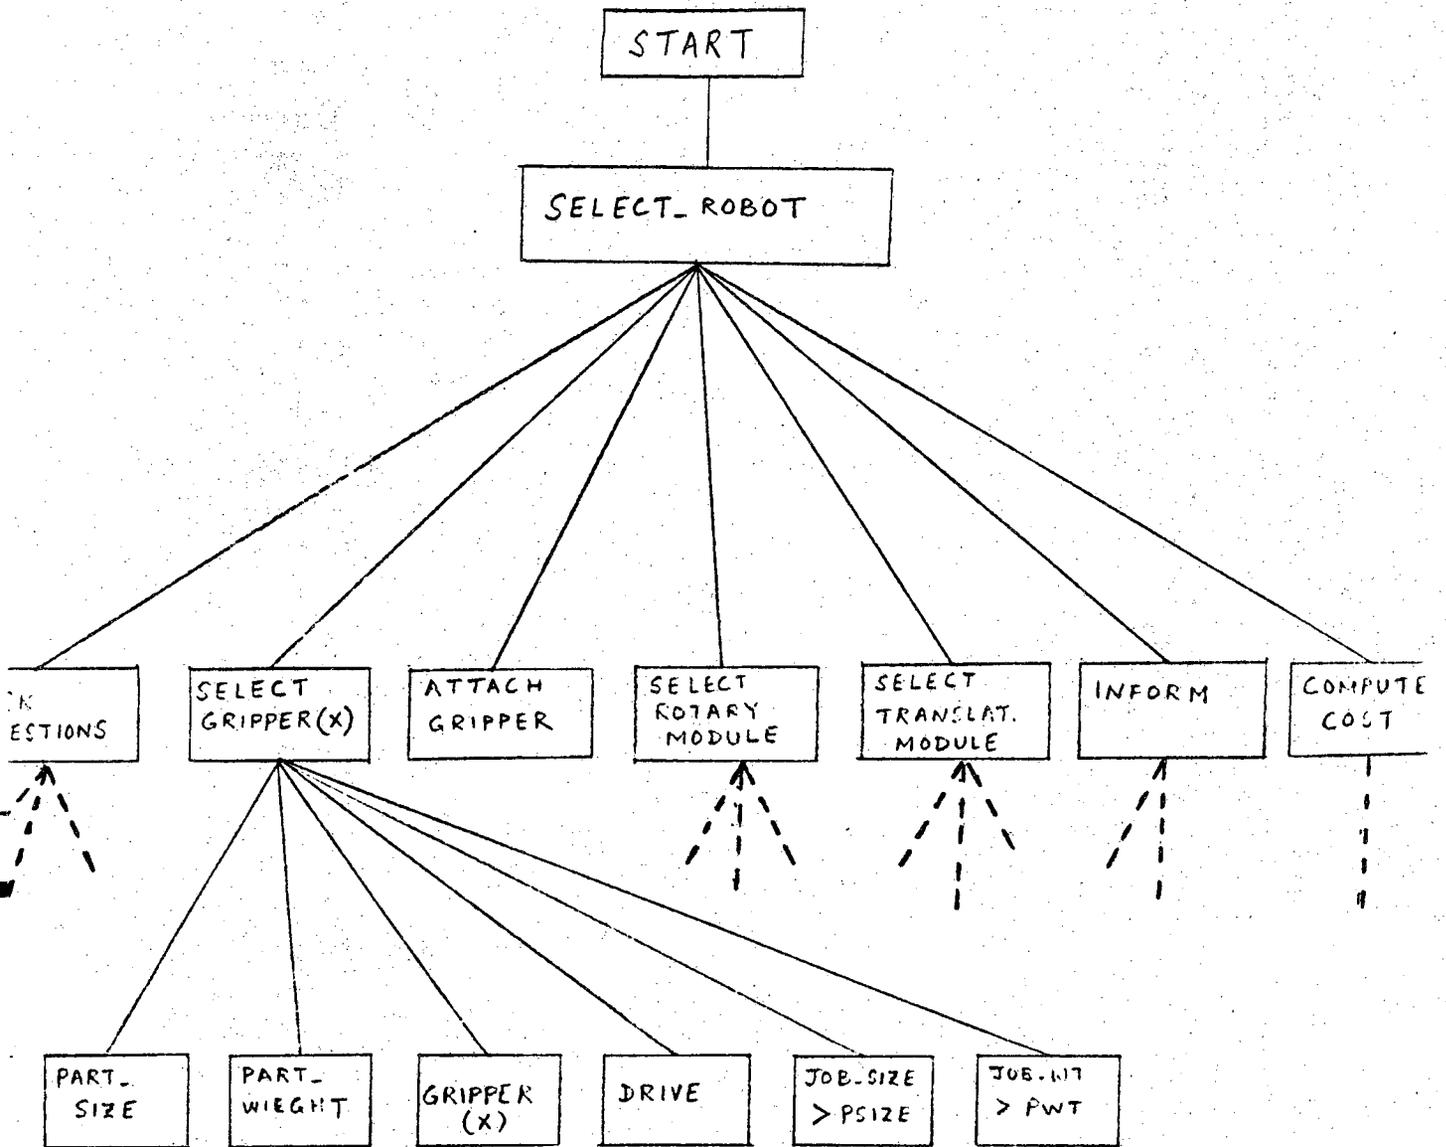 START
SELECT_ROBOT
ESTIONS
SELECT
GRIPPER(X)
ATTACH
GRIPPER
SELECT
ROTARY
MODULE
SELECT
TRANSLAT.
MODULE
INFORM
COMPUTE
COST
PART_
SIZE
PART_
WIEGHT
GRIPPER
(X)
DRIVE
JOB_SIZE
> PSIZE
JOB_WT
> PWT